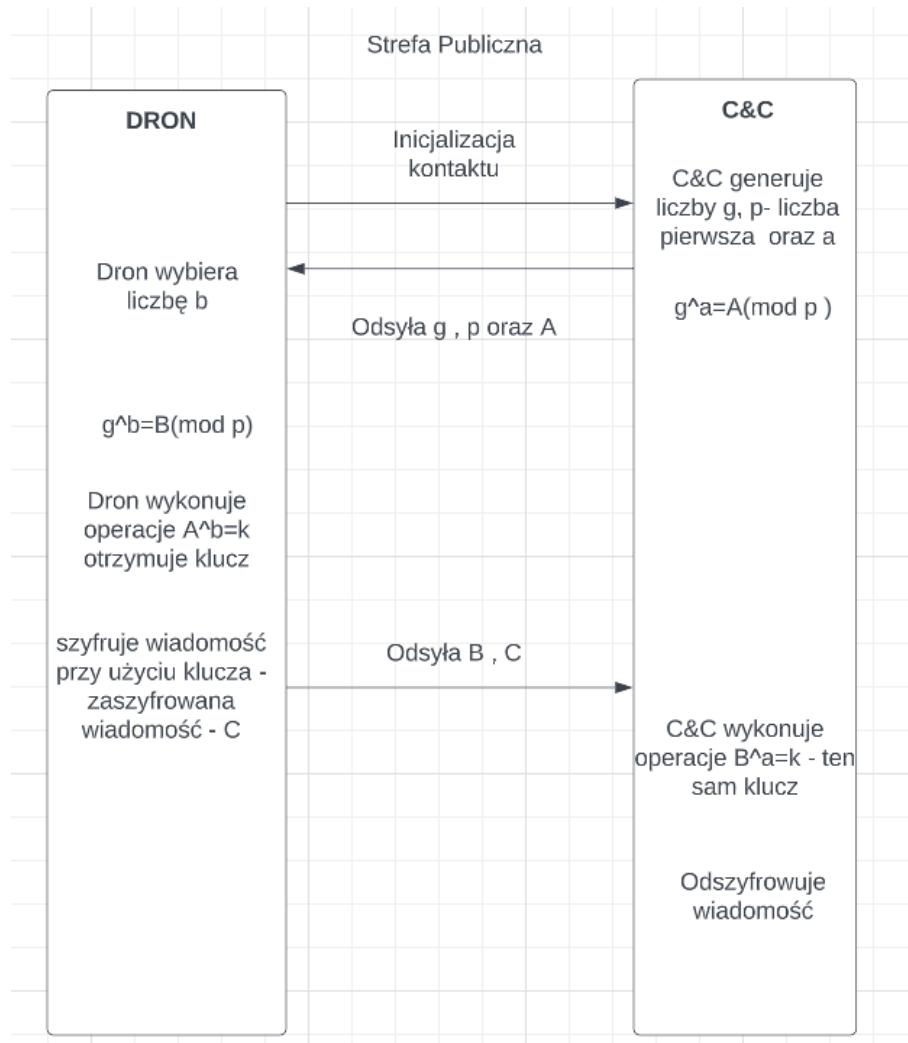 Strefa Publiczna
DRON
C&C
Inicjalizacja
kontaktu
C&C generuje
liczby g, p- liczba
pierwsza  oraz a
Dron wybiera
liczbę b
g^a=A(mod p )
Odsyła g , p oraz A
g^b=B(mod p)
Dron wykonuje
operacje A^b=k
otrzymuje klucz
szyfruje wiadomość
przy użyciu klucza -
zaszyfrowana
wiadomość - C
Odsyła B , C
C&C wykonuje
operacje B^a=k - ten
sam klucz
Odszyfrowuje
wiadomość